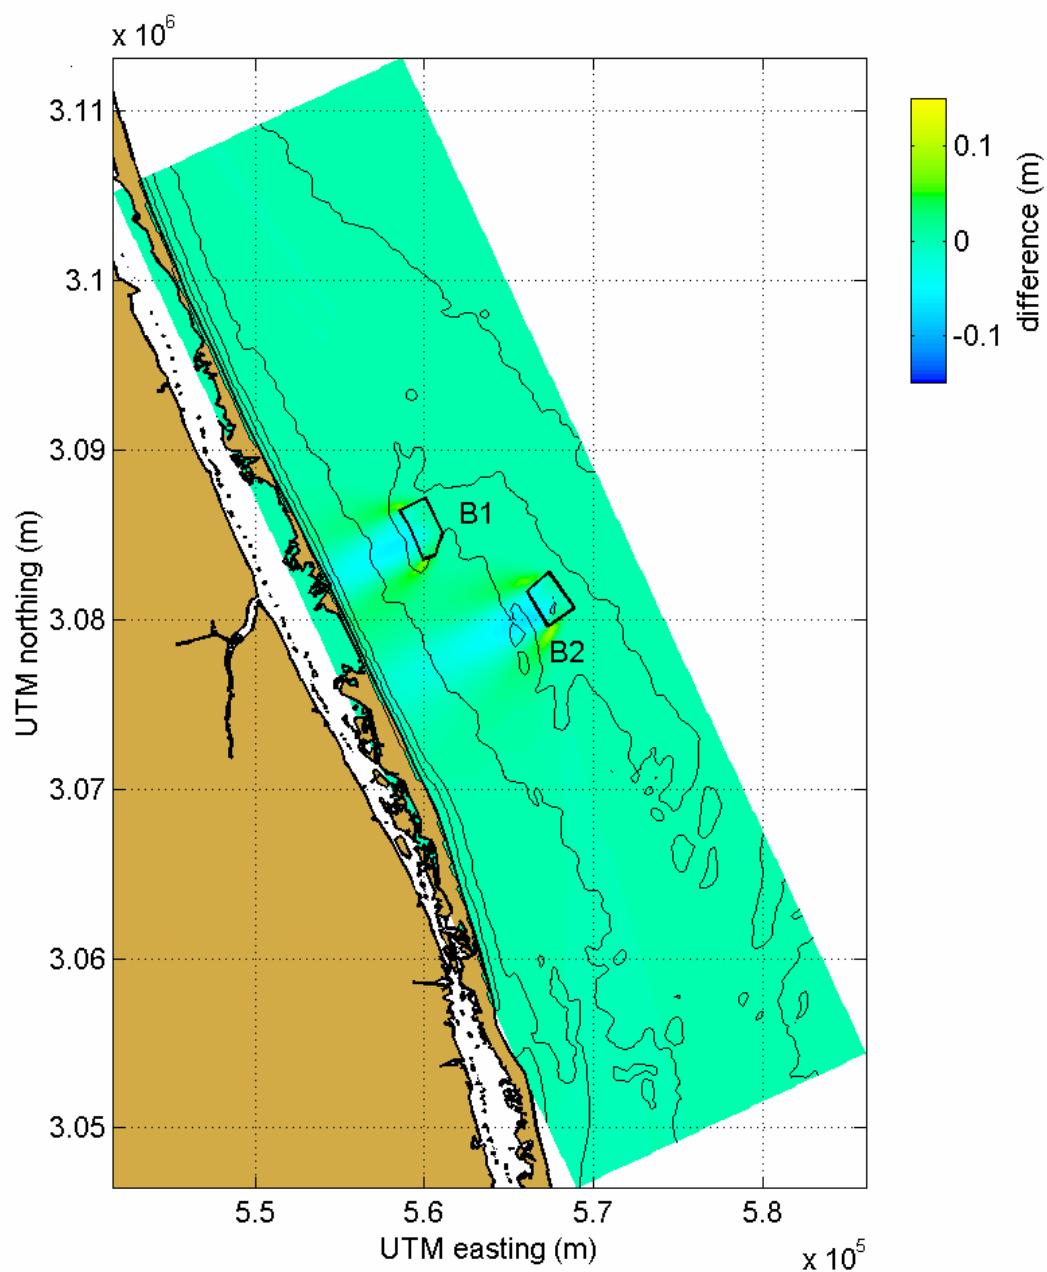 x 10^6
3.11
3.1
3.09
3.08
3.07
3.06
3.05
UTM northing (m)
B1
B2
5.5
5.6
5.7
5.8
UTM easting (m)
x 10^5
0.1
0
-0.1
difference (m)